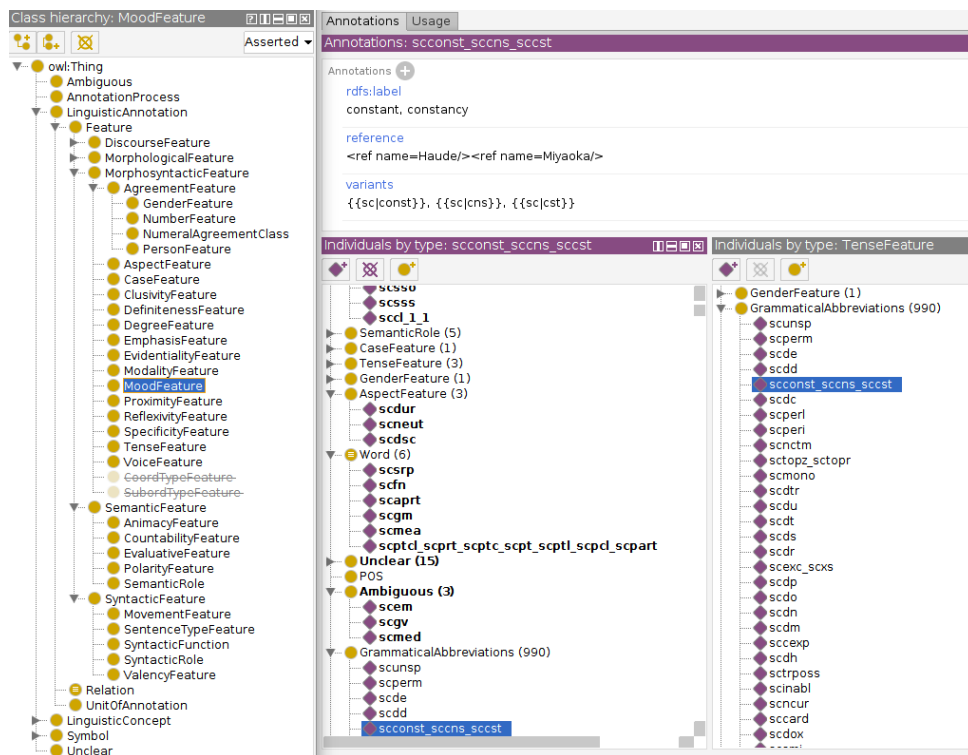 Class hierarchy: MoodFeature
Asserted
owl:Thing
Ambiguous
AnnotationProcess
LinguisticAnnotation
Feature
DiscourseFeature
MorphologicalFeature
MorphosyntacticFeature
AgreementFeature
GenderFeature
NumberFeature
NumeralAgreementClass
PersonFeature
AspectFeature
CaseFeature
ClusivityFeature
DefinitenessFeature
DegreeFeature
EmphasisFeature
EvidentialityFeature
ModalityFeature
MoodFeature
ProximityFeature
ReflexivityFeature
SpecificityFeature
TenseFeature
VoiceFeature
CoordTypeFeature
SubordTypeFeature
SemanticFeature
AnimacyFeature
CountabilityFeature
EvaluativeFeature
PolarityFeature
SemanticRole
SyntacticFeature
MovementFeature
SentenceTypeFeature
SyntacticFunction
SyntacticRole
ValencyFeature
Relation
UnitOfAnnotation
LinguisticConcept
Symbol
Unclear
Annotations Usage
Annotations: scconst_sccns_sccst
Annotations
rdfs:label
constant, constancy
reference
<ref name=Haude/><ref name=Miyaoka/>
variants
{{sc|const}}, {{sc|cns}}, {{sc|cst}}
Individuals by type: scconst_sccns_sccst
scsso
scsss
sccl_1_1
SemanticRole (5)
CaseFeature (1)
TenseFeature (3)
GenderFeature (1)
AspectFeature (3)
scdur
scneut
scdsc
Word (6)
scsrp
scfn
scaprt
scgm
scmea
scptcl_scprt_scptc_scpt_scptl_scpcl_scpart
Unclear (15)
POS
Ambiguous (3)
scem
scgv
scmed
GrammaticalAbbreviations (990)
scunsp
scperm
scde
scdd
scconst_sccns_sccst
Individuals by type: TenseFeature
GenderFeature (1)
GrammaticalAbbreviations (990)
scunsp
scperm
scde
scdd
scconst_sccns_sccst
scdc
scperl
scperi
scnctm
sctopz_sctopr
scmono
scdtr
scdu
scdt
scds
scdr
scexc_scxs
scdp
scdo
scdn
scdm
sccexp
scdh
sctrposs
scinabl
scncur
sccard
scdox